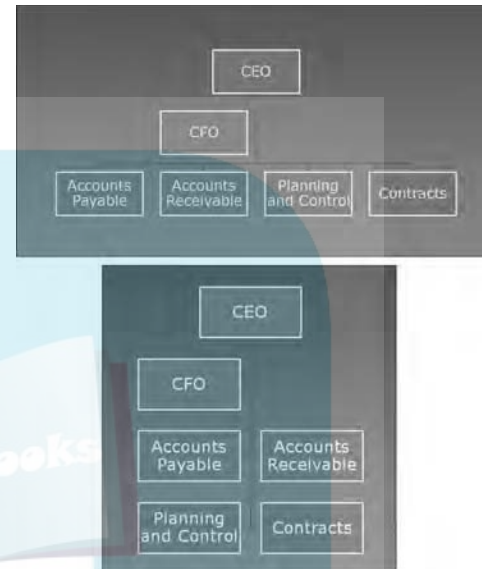 CEO
CFO
Accounts
Payable
Accounts
Receivable
Planning
and Control
Contracts
CEO
CFO
Accounts
Payable
Accounts
Receivable
Planning
and Control
Contracts
ooks